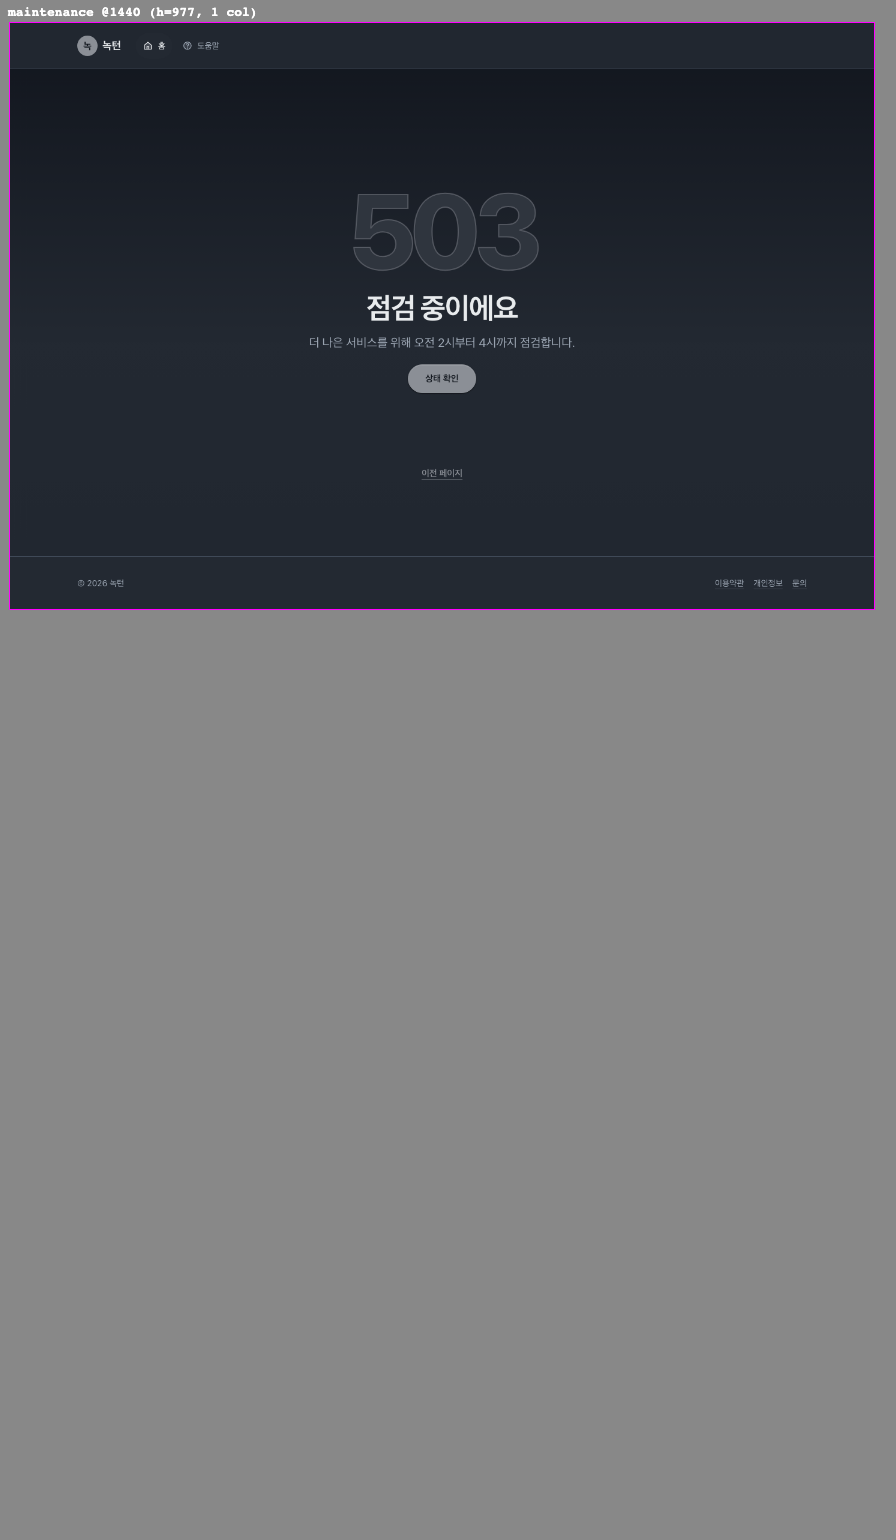 maintenance @1440 (h=977, 1 col)
녹 녹턴 홈 도움말
503
점검 중이에요
더 나은 서비스를 위해 오전 2시부터 4시까지 점검합니다.
상태 확인
이전 페이지
© 2026 녹턴 이용약관 개인정보 문의